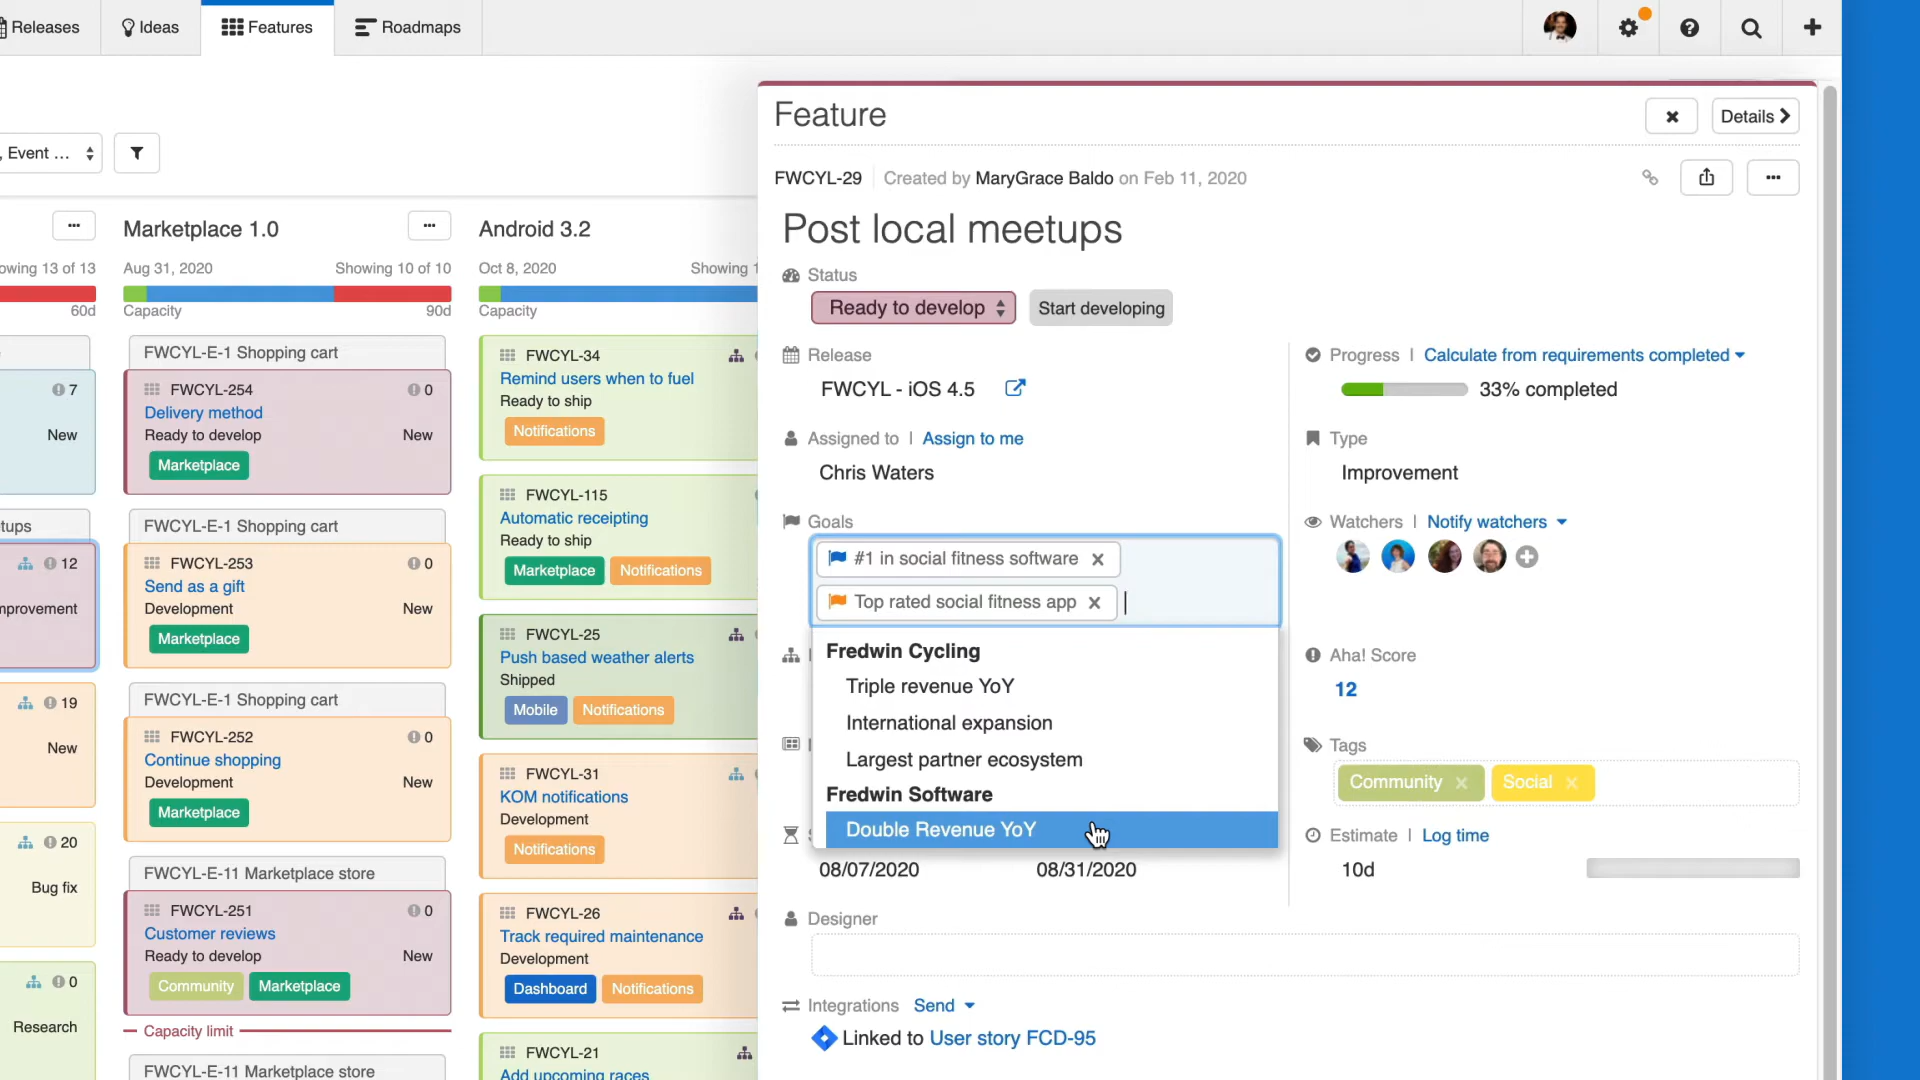 Releases
Ideas
Features
Roadmaps
, Event ...
owing 13 of 13
60d
7
New
tups
12
mprovement
19
New
20
Bug fix
0
Research
Marketplace 1.0
Aug 31, 2020
Showing 10 of 10
Capacity
90d
FWCYL-E-1 Shopping cart
FWCYL-254
0
Delivery method
Ready to develop
New
Marketplace
FWCYL-E-1 Shopping cart
FWCYL-253
0
Send as a gift
Development
New
Marketplace
FWCYL-E-1 Shopping cart
FWCYL-252
0
Continue shopping
Development
New
Marketplace
FWCYL-E-11 Marketplace store
FWCYL-251
0
Customer reviews
Ready to develop
New
Community
Marketplace
Capacity limit
FWCYL-E-11 Marketplace store
Android 3.2
Oct 8, 2020
Showing 1
Capacity
FWCYL-34
Remind users when to fuel
Ready to ship
Notifications
FWCYL-115
Automatic receipting
Ready to ship
Marketplace
Notifications
FWCYL-25
Push based weather alerts
Shipped
Mobile
Notifications
FWCYL-31
KOM notifications
Development
Notifications
FWCYL-26
Track required maintenance
Development
Dashboard
Notifications
FWCYL-21
Add upcoming races
Feature
Details
FWCYL-29
Created by MaryGrace Baldo on Feb 11, 2020
Post local meetups
Status
Ready to develop
Start developing
Release
FWCYL - iOS 4.5
Assigned to | Assign to me
Chris Waters
Goals
#1 in social fitness software
Top rated social fitness app
Fredwin Cycling
Triple revenue YoY
International expansion
Largest partner ecosystem
Fredwin Software
Double Revenue YoY
08/07/2020
08/31/2020
Designer
Integrations Send
Linked to User story FCD-95
Progress | Calculate from requirements completed
33% completed
Type
Improvement
Watchers | Notify watchers
Aha! Score
12
Tags
Community
Social
Estimate | Log time
10d